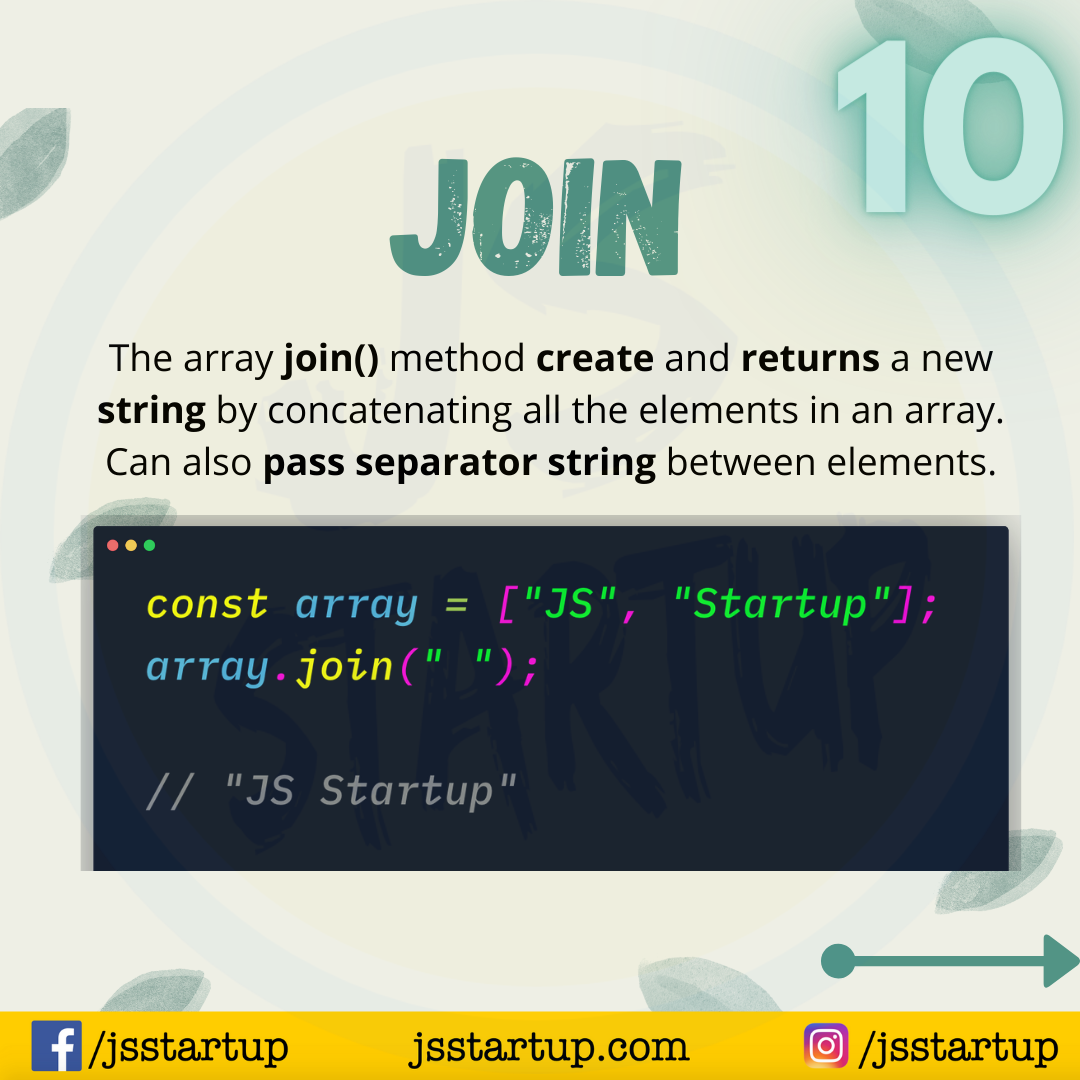 10
JOIN
The array join() method create and returns a new
string by concatenating all the elements in an array.
Can also pass separator string between elements.
const array = ["JS", "Startup"];
array.join(" ");
// "JS Startup"
JS
STARTUP
/jsstartup
jsstartup.com
/jsstartup